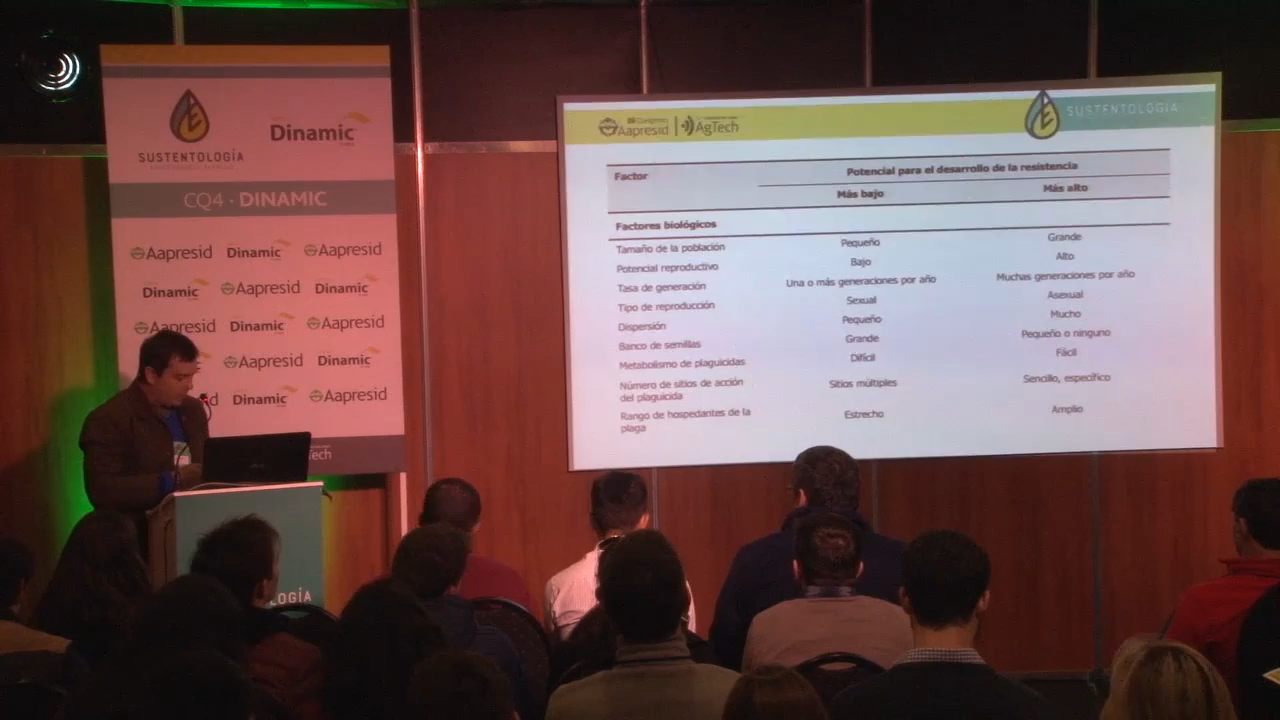 SUSTENTOLOGÍA
Dinamic
CQ4 · DINAMIC
Aapresid Dinamic Aapresid
Dinamic Aapresid Dinamic
Aapresid Dinamic Aapresid
Aapresid Dinamic
Dinamic Aapresid
Tech
LOGÍA
Congreso
Aapresid
AgTech
SUSTENTOLOGÍA
Factor
Potencial para el desarrollo de la resistencia
Más bajo Más alto
Factores biológicos
Tamaño de la población Pequeño Grande
Potencial reproductivo Bajo Alto
Tasa de generación Una o más generaciones por año Muchas generaciones por año
Tipo de reproducción Sexual Asexual
Dispersión Pequeño Mucho
Banco de semillas Grande Pequeño o ninguno
Metabolismo de plaguicidas Difícil Fácil
Número de sitios de acción Sitios múltiples Sencillo, específico
del plaguicida
Rango de hospedantes de la Estrecho Amplio
plaga